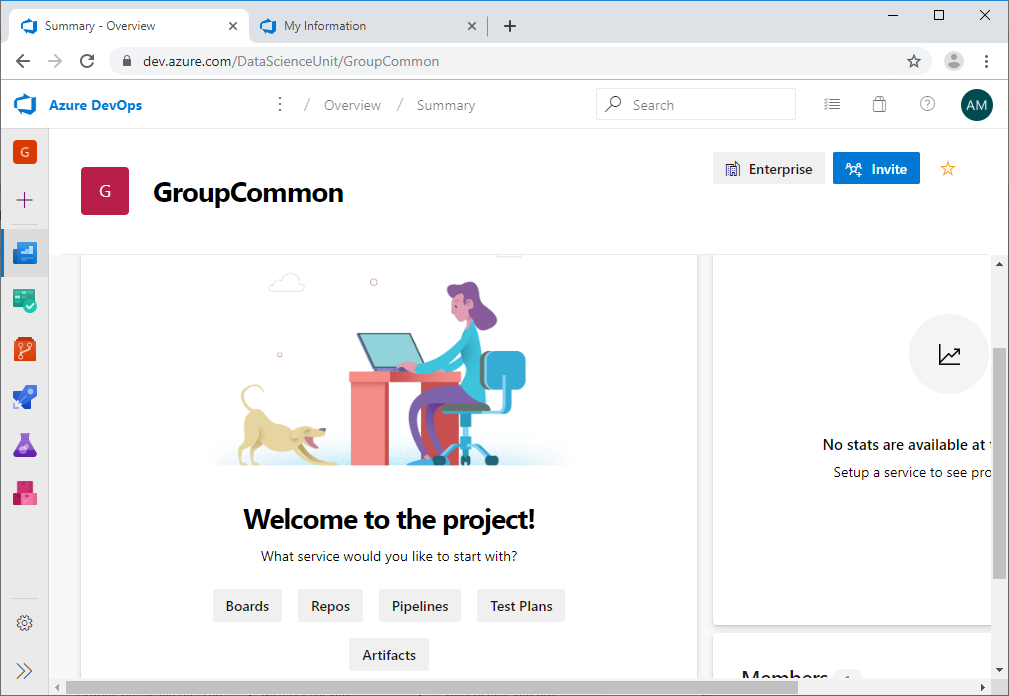 Summary - Overview
My Information
dev.azure.com/DataScienceUnit/GroupCommon
Azure DevOps
/ Overview / Summary
Search
AM
G
G
GroupCommon
Enterprise
Invite
No stats are available at
Setup a service to see pro
Welcome to the project!
What service would you like to start with?
Boards
Repos
Pipelines
Test Plans
Artifacts
Members